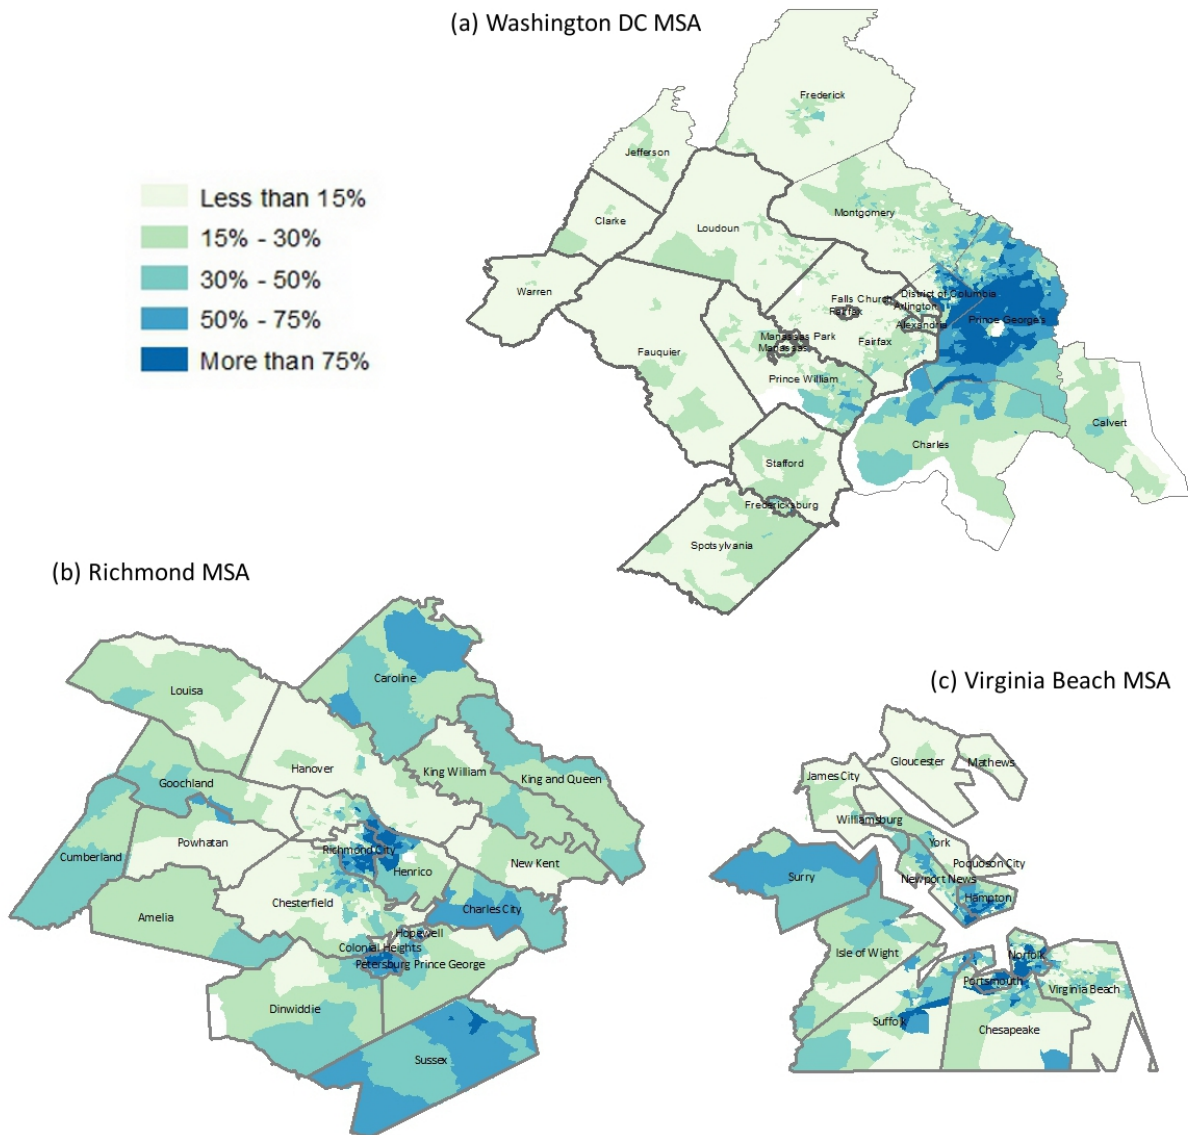 (a) Washington DC MSA
Less than 15%
15% - 30%
30% - 50%
50% - 75%
More than 75%
Frederick
Jefferson
Clarke
Loudoun
Montgomery
Warren
Falls Church
Fairfax
District of Columbia
Arlington
Alexandria
Prince George's
Manassas Park
Manassas
Fairfax
Fauquier
Prince William
Calvert
Charles
Stafford
Fredericksburg
Spotsylvania
(b) Richmond MSA
Louisa
Caroline
Hanover
King William
King and Queen
Goochland
Powhatan
Richmond City
Cumberland
Henrico
New Kent
Chesterfield
Amelia
Charles City
Hopewell
Colonial Heights
Petersburg
Prince George
Dinwiddie
Sussex
(c) Virginia Beach MSA
Gloucester
Mathews
James City
Williamsburg
York
Poquoson City
Surry
Newport News
Hampton
Isle of Wight
Norfolk
Portsmouth
Virginia Beach
Suffolk
Chesapeake